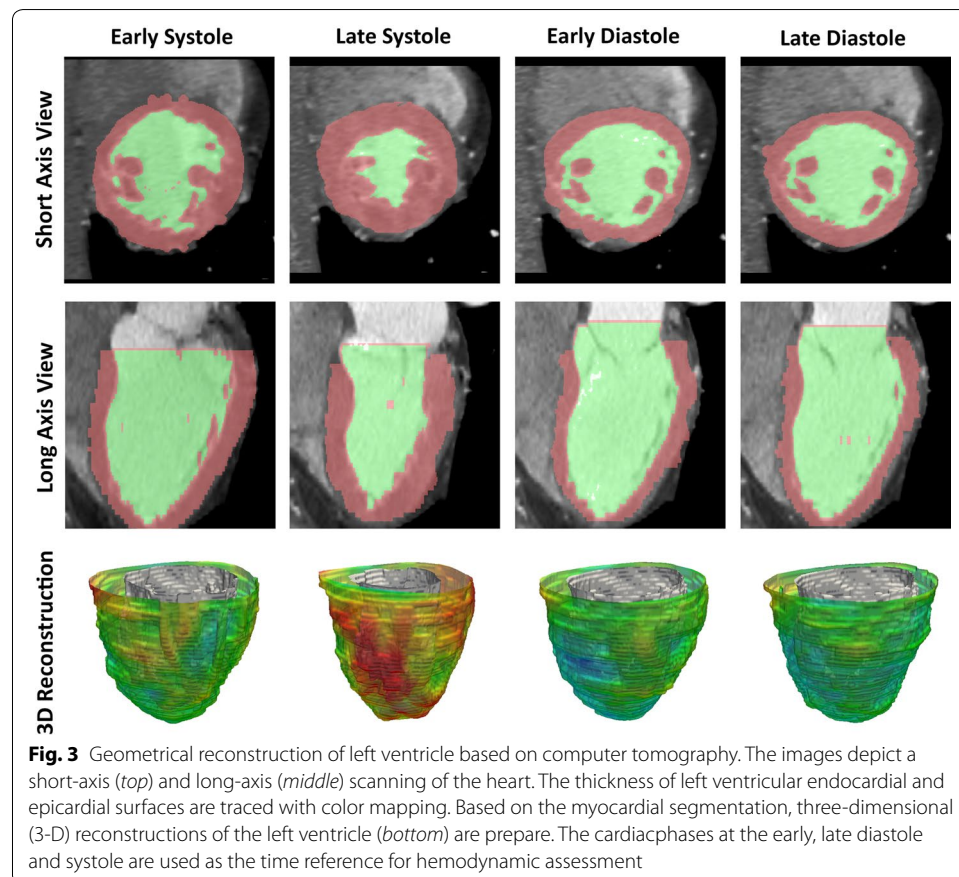 Early Systole Late Systole Early Diastole Late Diastole
Short Axis View
Long Axis View
3D Reconstruction
Fig. 3 Geometrical reconstruction of left ventricle based on computer tomography. The images depict a
short-axis (top) and long-axis (middle) scanning of the heart. The thickness of left ventricular endocardial and
epicardial surfaces are traced with color mapping. Based on the myocardial segmentation, three-dimensional
(3-D) reconstructions of the left ventricle (bottom) are prepare. The cardiacphases at the early, late diastole
and systole are used as the time reference for hemodynamic assessment